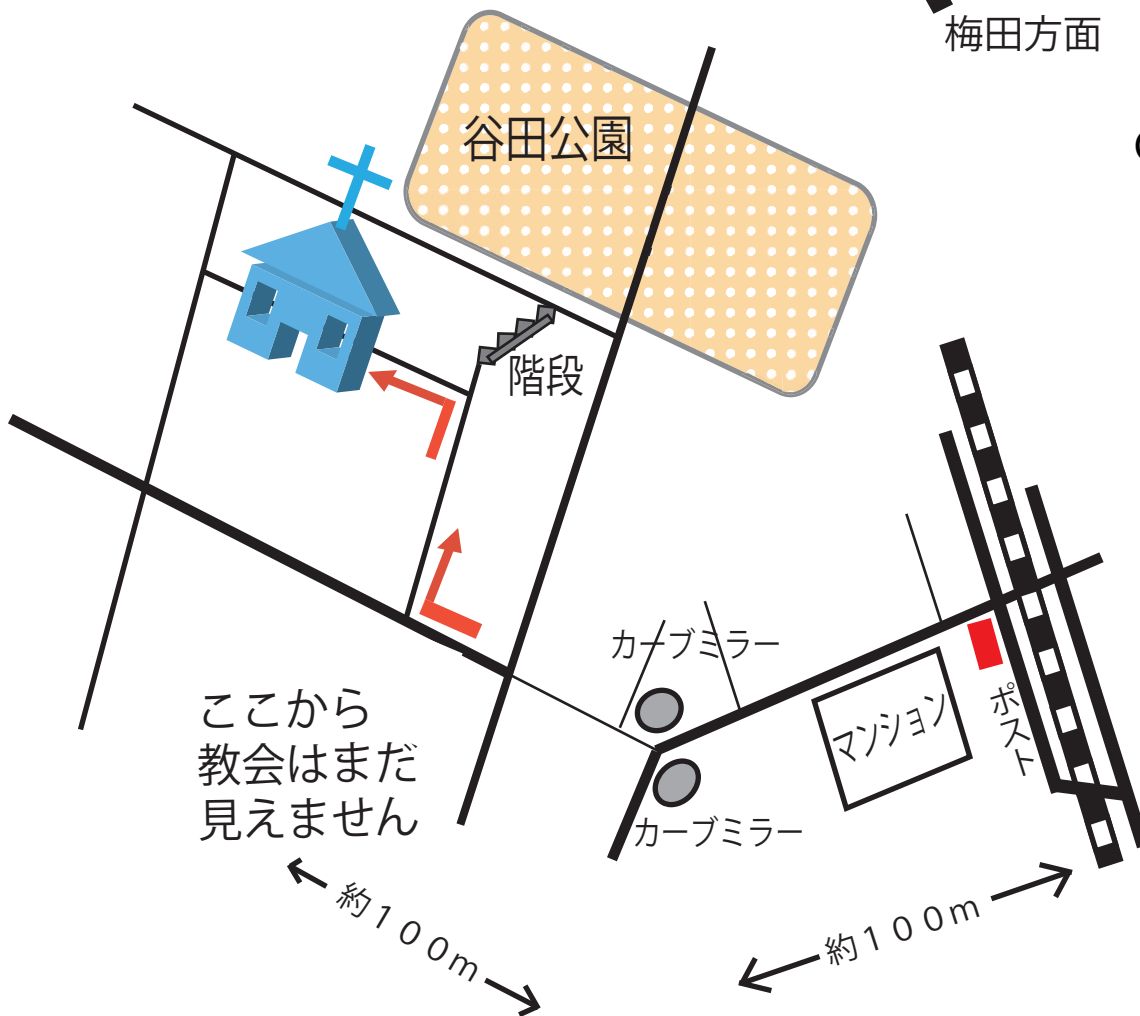 梅田方面
谷田公園
階段
カーブミラー
マンション
ポスト
ここから
教会はまだ
見えません
カーブミラー
約１００m
約１００m